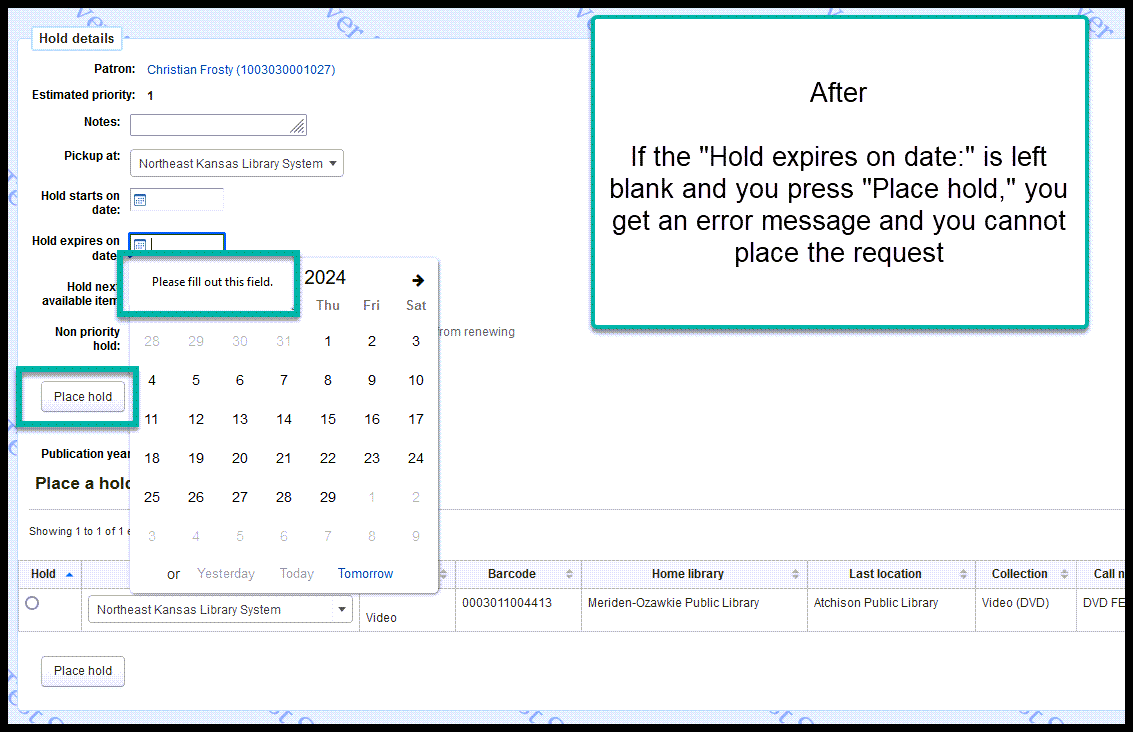 Hold details
Patron: Christian Frosty (1003030001027)
Estimated priority: 1
Notes:
Pickup at: Northeast Kansas Library System
Hold starts on
date:
Hold expires on
date
Please fill out this field.
2024
Hold next
available item
Thu Fri Sat
Non priority
hold:
from renewing
28 29 30 31 1 2 3
4 5 6 7 8 9 10
Place hold
11 12 13 14 15 16 17
Publication year
18 19 20 21 22 23 24
Place a hold
25 26 27 28 29 1 2
Showing 1 to 1 of 1 e
3 4 5 6 7 8 9
or Yesterday Today Tomorrow
Hold Barcode Home library Last location Collection Call n
Northeast Kansas Library System
Video
0003011004413 Meriden-Ozawkie Public Library Atchison Public Library Video (DVD) DVD FE
Place hold
After
If the "Hold expires on date:" is left
blank and you press "Place hold," you
get an error message and you cannot
place the request